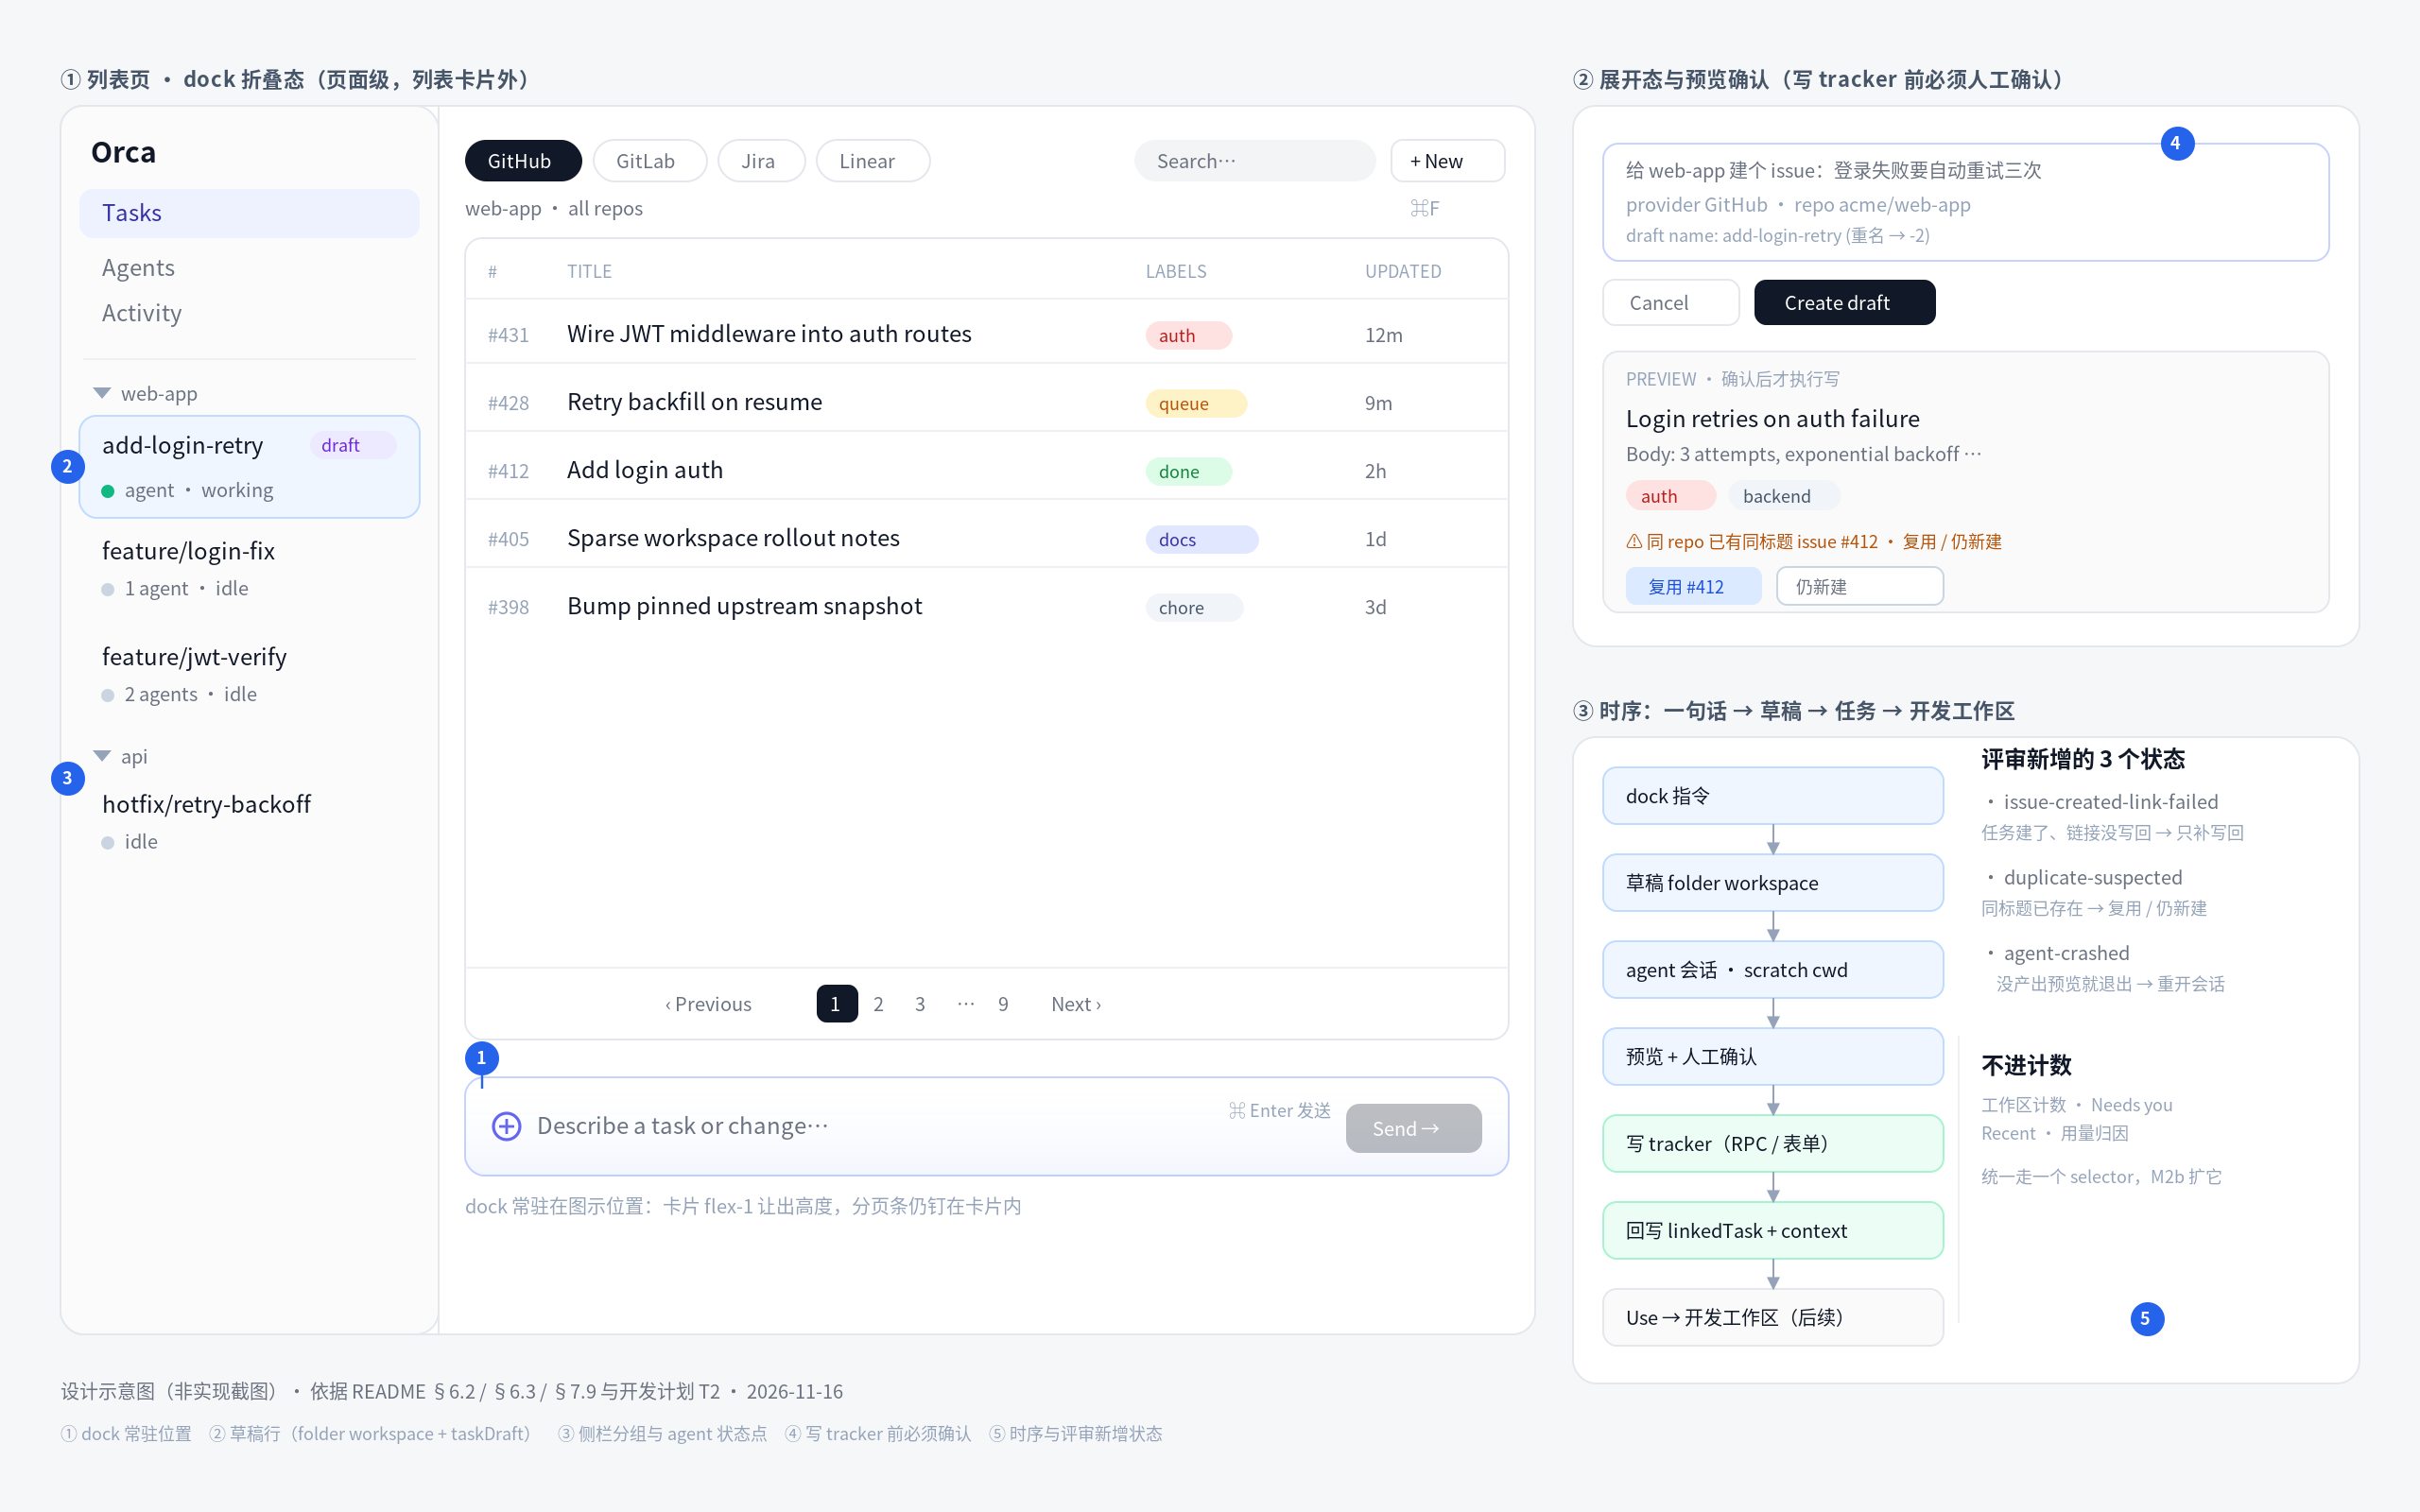 ① 列表页 · dock 折叠态（页面级，列表卡片外）
Orca
Tasks
Agents
Activity
web-app
add-login-retry draft
agent · working
2
feature/login-fix
1 agent · idle
feature/jwt-verify
2 agents · idle
api
3
hotfix/retry-backoff
idle
GitHub GitLab Jira Linear Search… + New
web-app · all repos ⌘F
# TITLE LABELS UPDATED
#431 Wire JWT middleware into auth routes auth 12m
#428 Retry backfill on resume queue 9m
#412 Add login auth done 2h
#405 Sparse workspace rollout notes docs 1d
#398 Bump pinned upstream snapshot chore 3d
‹ Previous 1 2 3 … 9 Next ›
1
Describe a task or change… ⌘ Enter 发送 Send →
dock 常驻在图示位置：卡片 flex-1 让出高度，分页条仍钉在卡片内
② 展开态与预览确认（写 tracker 前必须人工确认）
4
给 web-app 建个 issue：登录失败要自动重试三次
provider GitHub · repo acme/web-app
draft name: add-login-retry (重名 → -2)
Cancel Create draft
PREVIEW · 确认后才执行写
Login retries on auth failure
Body: 3 attempts, exponential backoff …
auth backend
⚠ 同 repo 已有同标题 issue #412 · 复用 / 仍新建
复用 #412 仍新建
③ 时序：一句话 → 草稿 → 任务 → 开发工作区
dock 指令
草稿 folder workspace
agent 会话 · scratch cwd
预览 + 人工确认
写 tracker（RPC / 表单）
回写 linkedTask + context
Use → 开发工作区（后续）
评审新增的 3 个状态
· issue-created-link-failed
任务建了、链接没写回 → 只补写回
· duplicate-suspected
同标题已存在 → 复用 / 仍新建
· agent-crashed
没产出预览就退出 → 重开会话
不进计数
工作区计数 · Needs you
Recent · 用量归因
统一走一个 selector，M2b 扩它
5
设计示意图（非实现截图） · 依据 README §6.2 / §6.3 / §7.9 与开发计划 T2 · 2026-11-16
① dock 常驻位置 ② 草稿行（folder workspace + taskDraft） ③ 侧栏分组与 agent 状态点 ④ 写 tracker 前必须确认 ⑤ 时序与评审新增状态